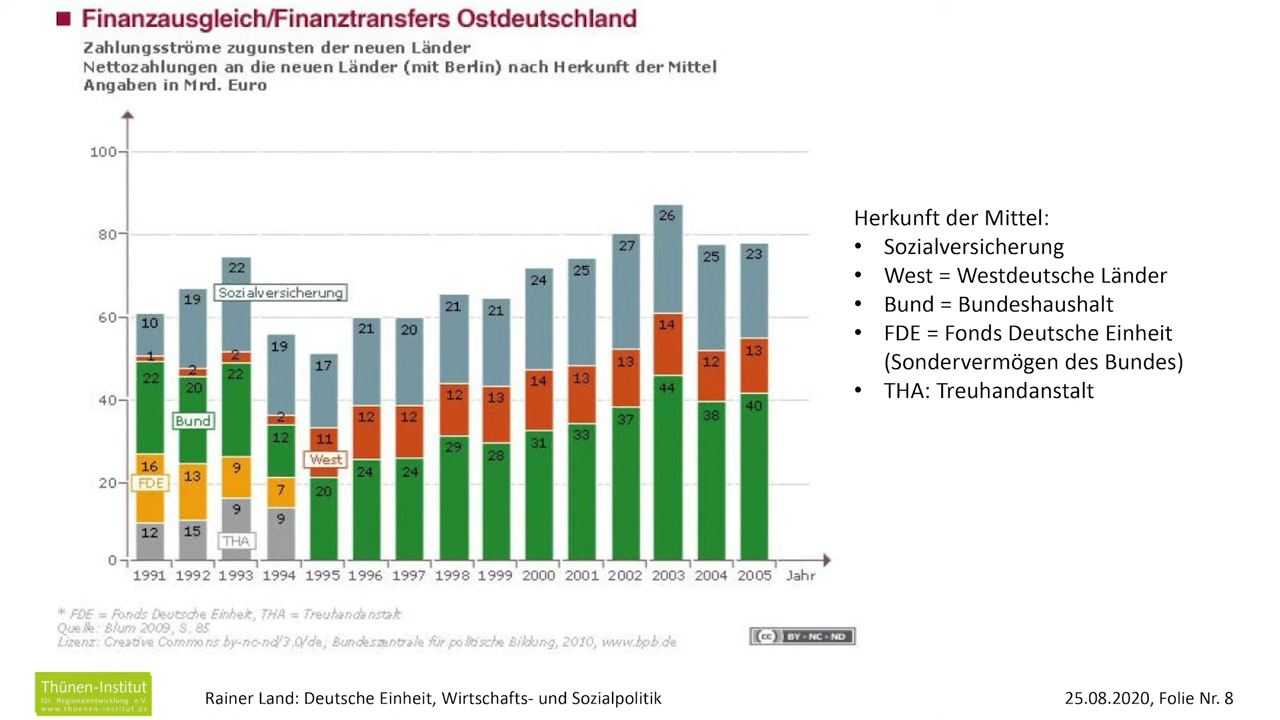 Finanzausgleich/Finanztransfers Ostdeutschland
Zahlungsströme zugunsten der neuen Länder
Nettozahlungen an die neuen Länder (mit Berlin) nach Herkunft der Mittel
Angaben in Mrd. Euro
100
80
60
40
20
0
10 1 22 16 12
19 2 20 13 15
22 2 22 9 9
19 2 12 7 9
17 11 20
21 12 24
20 12 24
21 12 29
21 13 28
24 14 31
25 13 33
27 13 37
26 14 44
25 12 38
23 13 40
Sozialversicherung
Bund
West
FDE
THA
1991 1992 1993 1994 1995 1996 1997 1998 1999 2000 2001 2002 2003 2004 2005 Jahr
Herkunft der Mittel:
• Sozialversicherung
• West = Westdeutsche Länder
• Bund = Bundeshaushalt
• FDE = Fonds Deutsche Einheit
(Sondervermögen des Bundes)
• THA: Treuhandanstalt
* FDE = Fonds Deutsche Einheit, THA = Treuhandanstalt
Quelle: Blum 2009, S. 85
Lizenz: Creative Commons by-nc-nd/3.0/de; Bundeszentrale für politische Bildung, 2010, www.bpb.de
cc BY - NC - ND
Thünen-Institut
für Regionalentwicklung e.V.
www.thuenen-institut.de
Rainer Land: Deutsche Einheit, Wirtschafts- und Sozialpolitik
25.08.2020, Folie Nr. 8